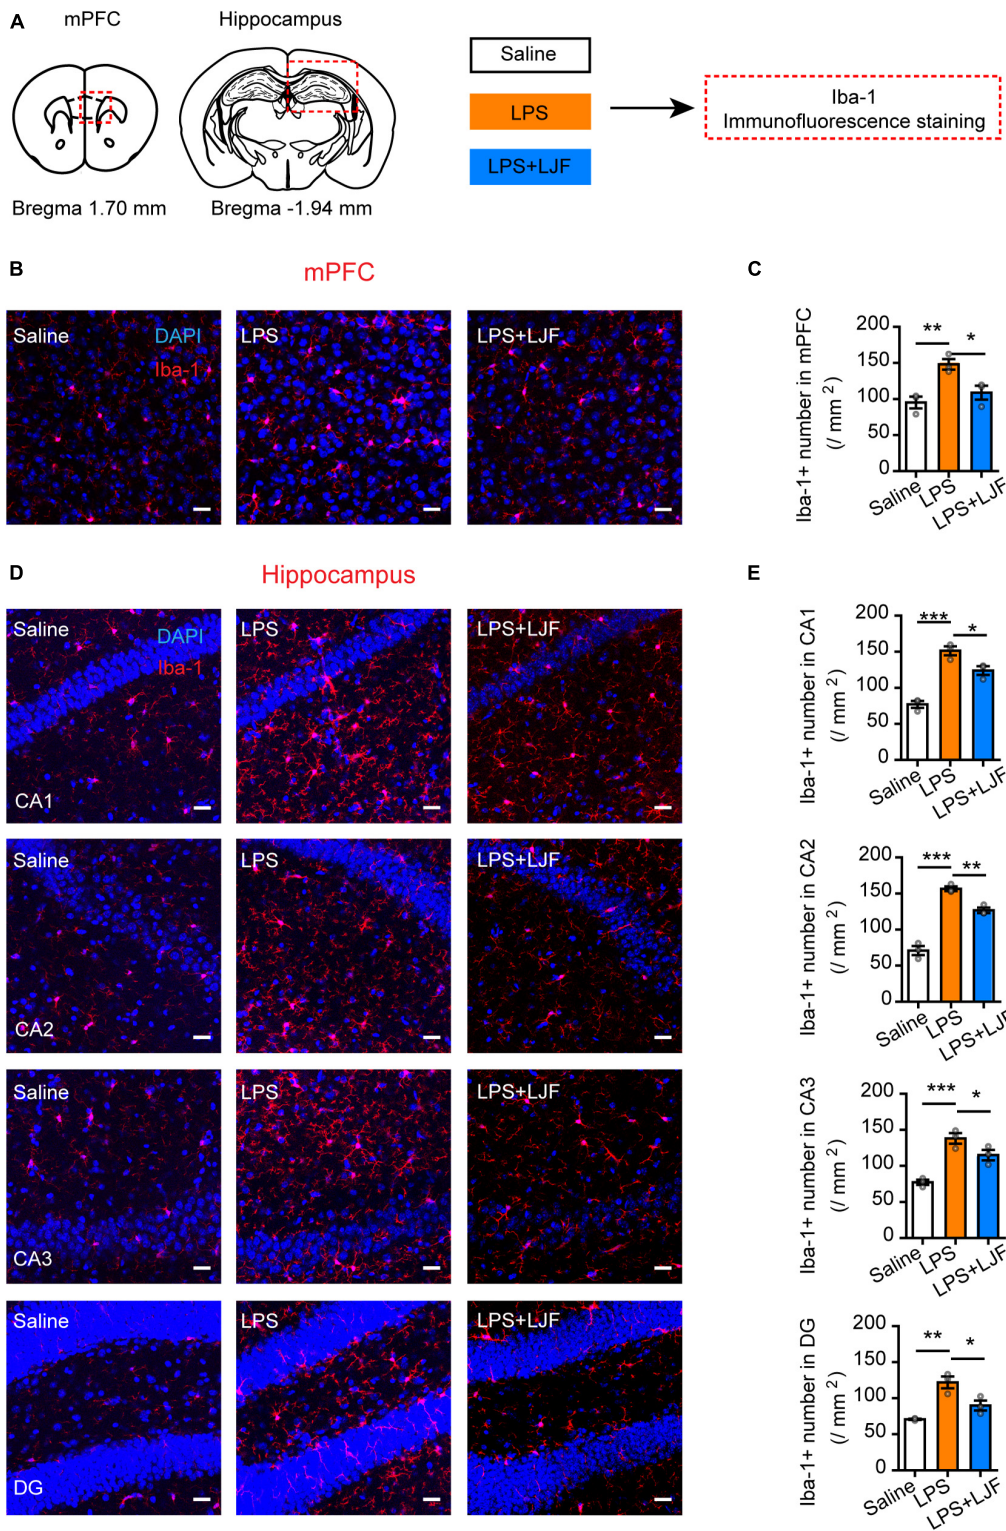 A
mPFC
Hippocampus
Bregma 1.70 mm
Bregma -1.94 mm
Saline
LPS
LPS+LJF
Iba-1
Immunofluorescence staining
B
mPFC
Saline
DAPI
Iba-1
LPS
LPS+LJF
C
Iba-1+ number in mPFC
(/ mm 2 )
200
150
100
50
0
**
*
Saline
LPS
LPS+LJF
D
Hippocampus
Saline
DAPI
Iba-1
CA1
LPS
LPS+LJF
Saline
CA2
LPS
LPS+LJF
Saline
CA3
LPS
LPS+LJF
Saline
DG
LPS
LPS+LJF
E
Iba-1+ number in CA1
(/ mm 2 )
200
150
100
50
0
***
*
Saline
LPS
LPS+LJF
Iba-1+ number in CA2
(/ mm 2 )
200
150
100
50
0
***
**
Saline
LPS
LPS+LJF
Iba-1+ number in CA3
(/ mm 2 )
200
150
100
50
0
***
*
Saline
LPS
LPS+LJF
Iba-1+ number in DG
(/ mm 2 )
200
150
100
50
0
**
*
Saline
LPS
LPS+LJF